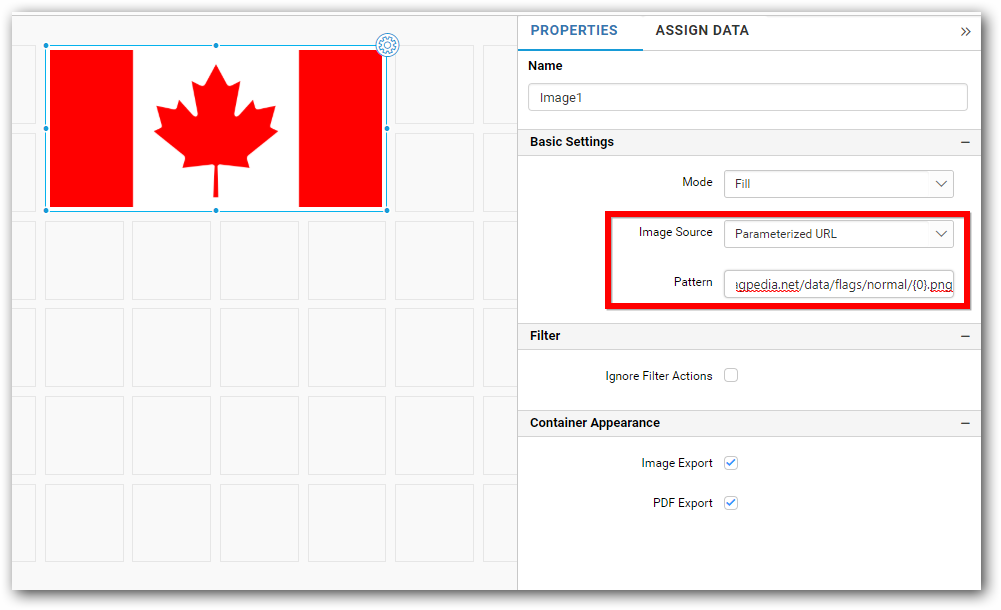 PROPERTIES ASSIGN DATA
Name
Image1
Basic Settings
Mode Fill
Image Source Parameterized URL
Pattern gpedia.net/data/flags/normal/{0}.png
Filter
Ignore Filter Actions
Container Appearance
Image Export
PDF Export